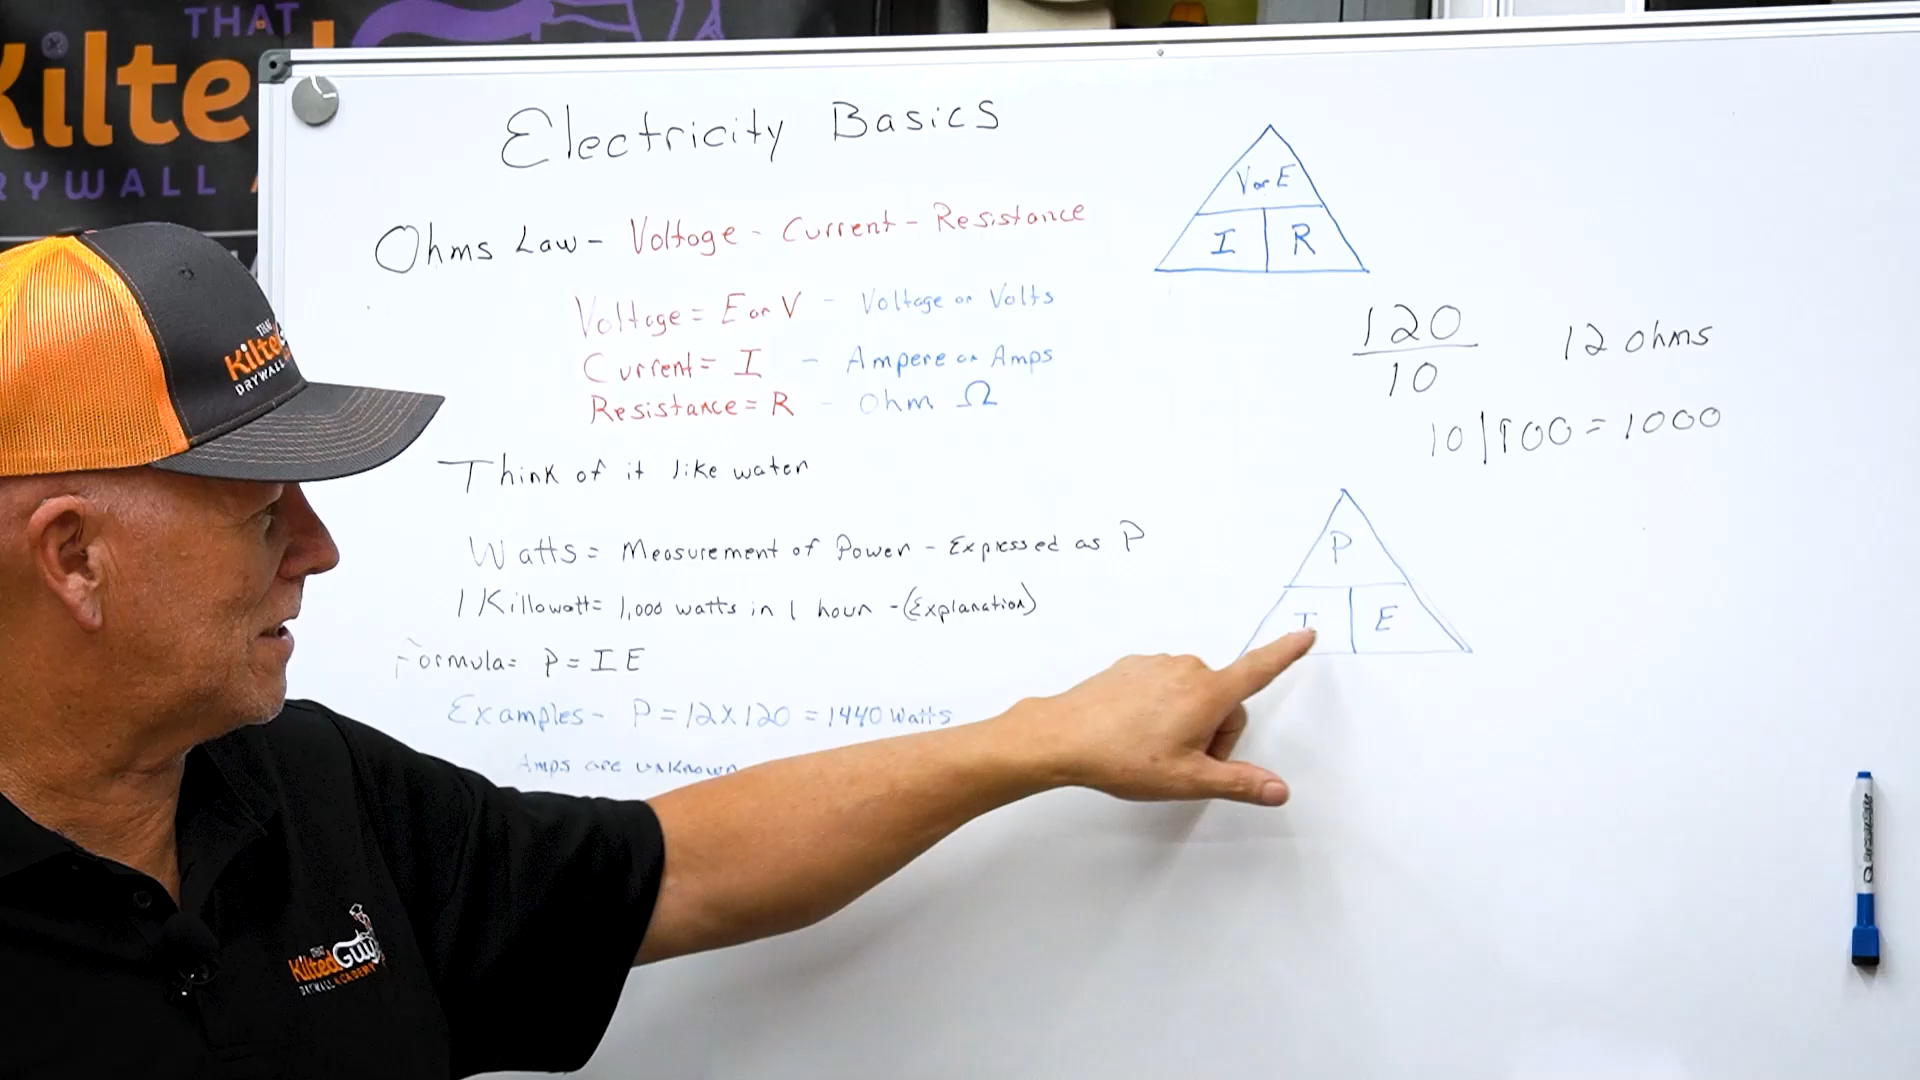 THAT
Kilted
DRYWALL
Electricity Basics
Ohms Law - Voltage - Current - Resistance
Voltage = E or V - Voltage or Volts
Current = I - Ampere or Amps
Resistance = R - Ohm Ω
Think of it like water
Watts = Measurement of Power - Expressed as P
1 Killowatt = 1,000 watts in 1 hour - (Explanation)
Formula = P = I E
Examples - P = 12 X 120 = 1440 Watts
Amps are unknown
V or E
I R
120
10
12 ohms
10 | 100 = 1000
P
I E
THAT
Kilted
DRYWALL
THAT
Kilted Guy
DRYWALL ACADEMY